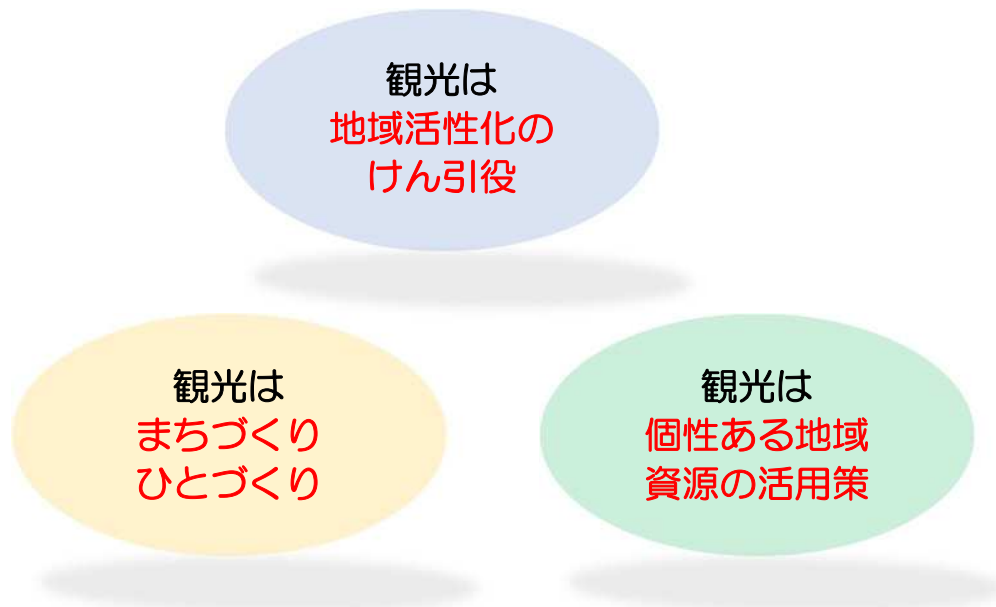 観光は
地域活性化の
けん引役
観光は
まちづくり
ひとづくり
観光は
個性ある地域
資源の活用策